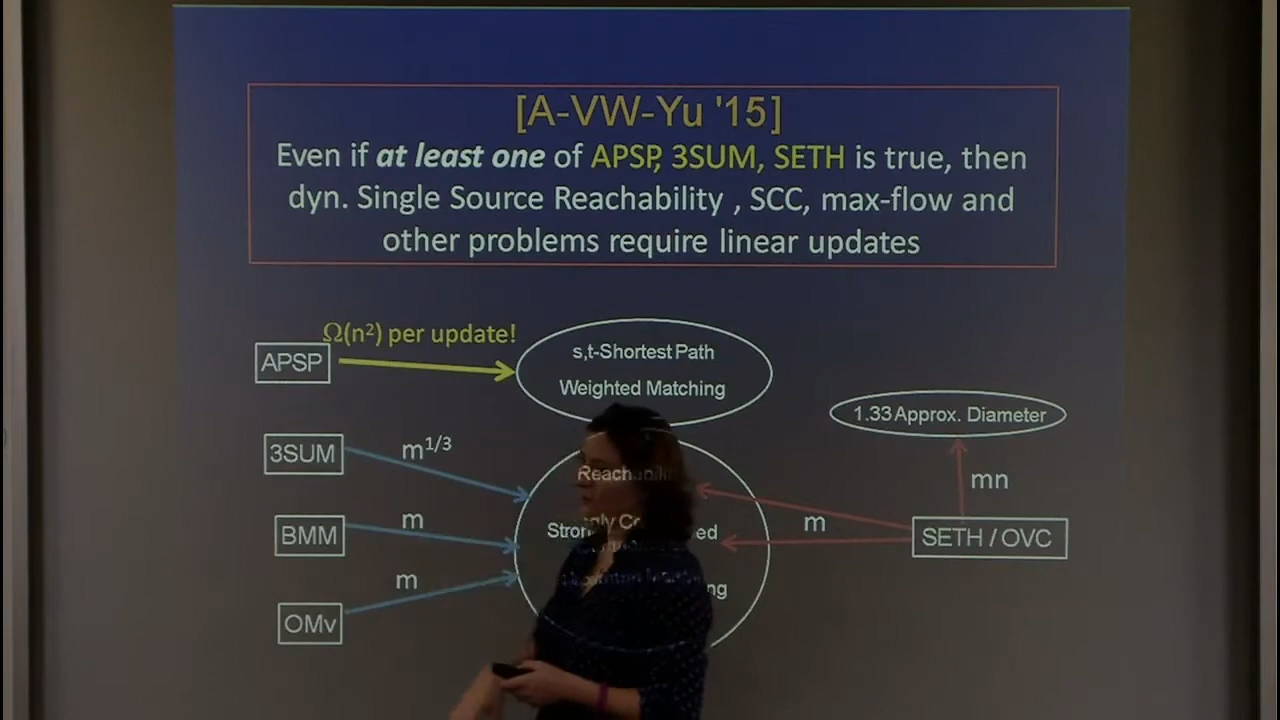 [A-VW-Yu '15]
Even if at least one of APSP, 3SUM, SETH is true, then
dyn. Single Source Reachability , SCC, max-flow and
other problems require linear updates
Ω(n²) per update!
APSP
s,t-Shortest Path
Weighted Matching
1.33 Approx. Diameter
3SUM
m^1/3
mn
BMM
m
m
SETH / OVC
m
OMv